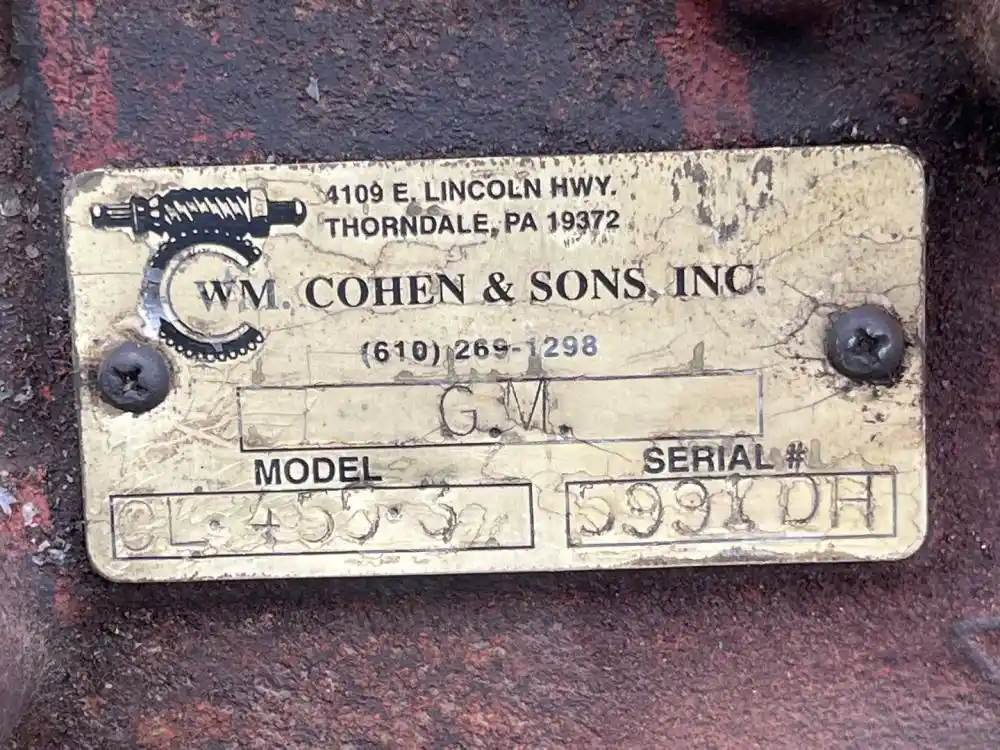 4109 E. LINCOLN HWY.
THORNDALE, PA 19372
WM. COHEN & SONS, INC.
(610) 269-1298
G.M.
MODEL
SERIAL #
5991DH